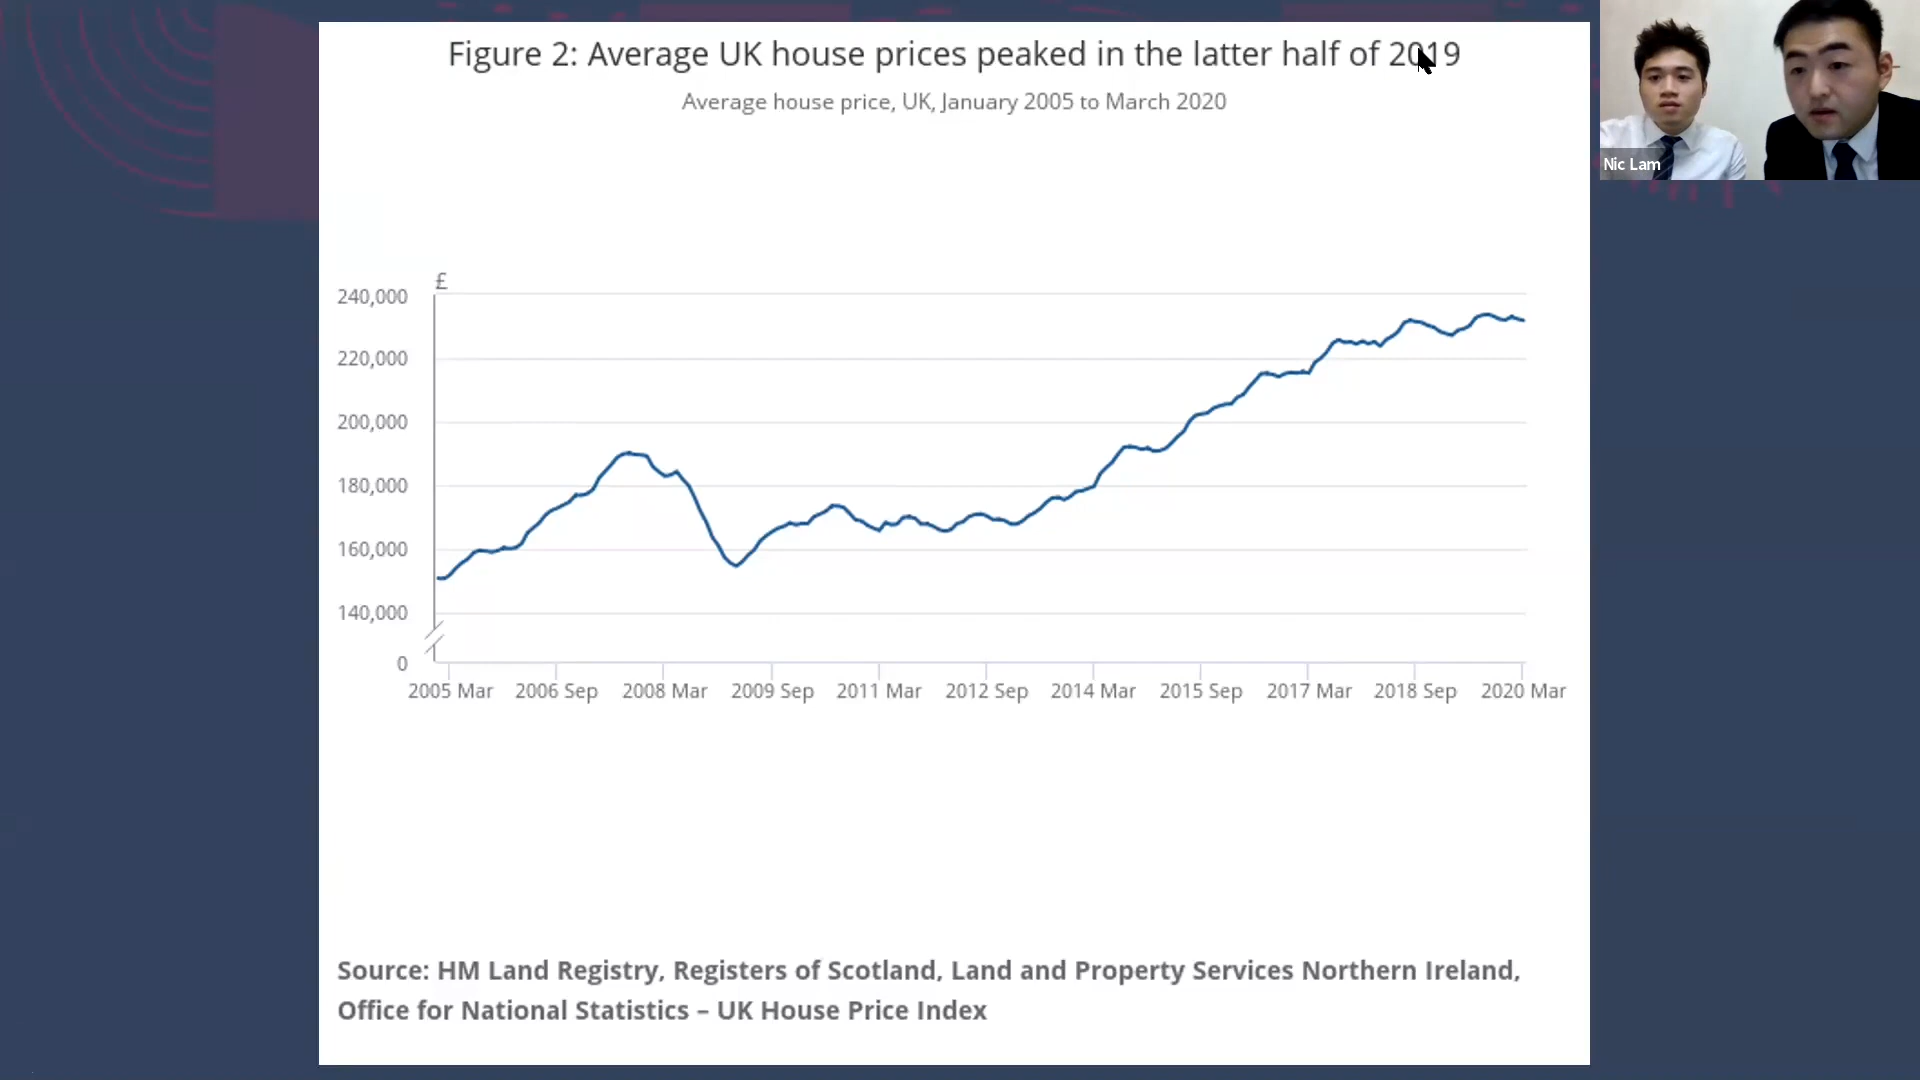 Figure 2: Average UK house prices peaked in the latter half of 2019
Average house price, UK, January 2005 to March 2020
Nic Lam
£
240,000
220,000
200,000
180,000
160,000
140,000
0
2005 Mar 2006 Sep 2008 Mar 2009 Sep 2011 Mar 2012 Sep 2014 Mar 2015 Sep 2017 Mar 2018 Sep 2020 Mar
Source: HM Land Registry, Registers of Scotland, Land and Property Services Northern Ireland,
Office for National Statistics – UK House Price Index